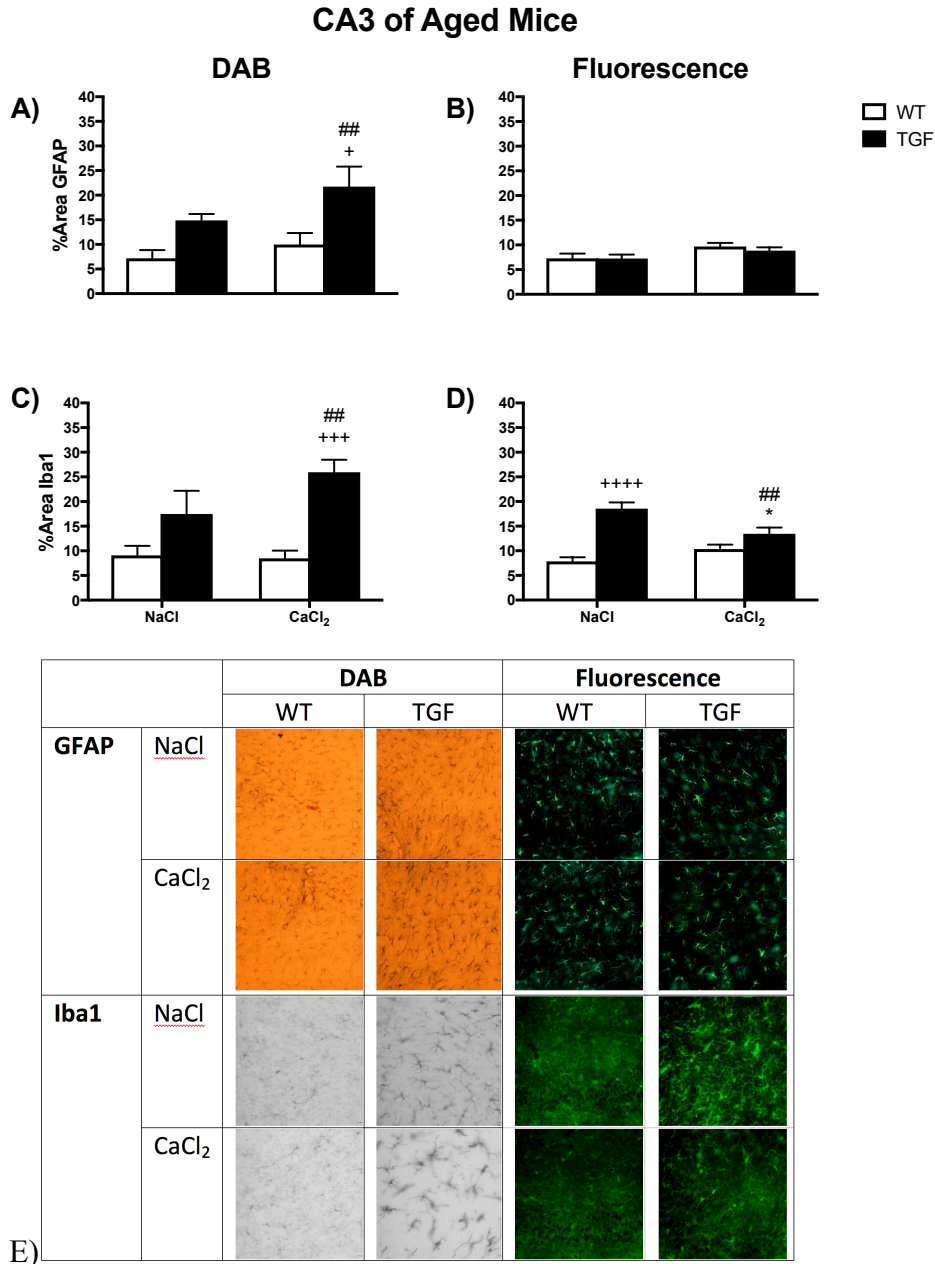 CA3 of Aged Mice
DAB
Fluorescence
A)
%Area GFAP
40
35
30
25
20
15
10
5
0
##
+
B)
40
35
30
25
20
15
10
5
0
WT
TGF
C)
%Area Iba1
40
35
30
25
20
15
10
5
0
##
+++
NaCl
CaCl₂
D)
40
35
30
25
20
15
10
5
0
++++
##
*
NaCl
CaCl₂
DAB
Fluorescence
WT
TGF
WT
TGF
GFAP
NaCl
CaCl₂
Iba1
NaCl
CaCl₂
E)